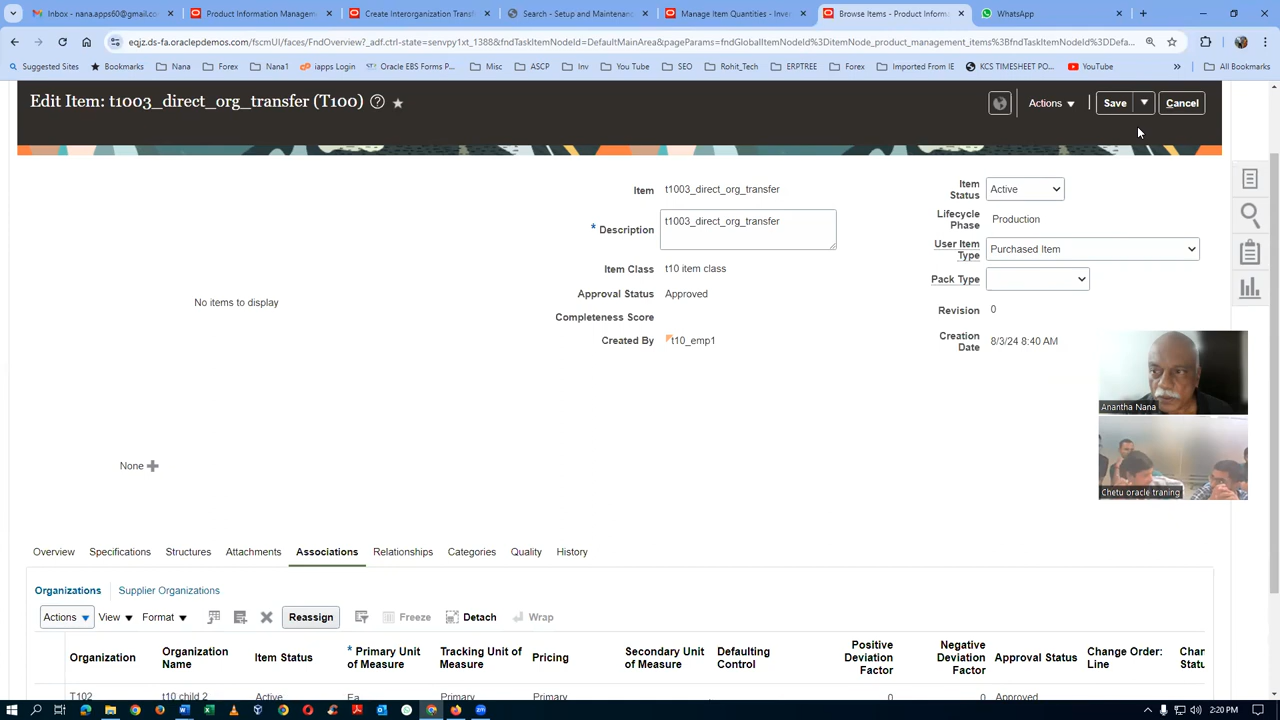 Inbox - nana.apps60@gmail.com
Product Information Managem
Create Interorganization Transf
Search - Setup and Maintenanc
Manage Item Quantities - Inven
Browse Items - Product Informa
WhatsApp
eqjz.ds-fa.oraclepdemos.com/fscmUI/faces/FndOverview?_adf.ctrl-state=senvpy1xt_1388&fndTaskItemNodeId=DefaultMainArea&pageParams=fndGlobalItemNodeId%3DitemNode_product_management_items%3BfndTaskItemNodeId%3DDefa...
Suggested Sites Bookmarks Nana Forex Nana1 iapps Login Oracle EBS Forms P... Misc ASCP Inv You Tube SEO Rohit_Tech ERPTREE Forex Imported From IE KCS TIMESHEET PO... YouTube » All Bookmarks
Edit Item: t1003_direct_org_transfer (T100)
Actions Save Cancel
Item t1003_direct_org_transfer
* Description t1003_direct_org_transfer
Item Class t10 item class
Approval Status Approved
Completeness Score
Created By t10_emp1
Item Status Active
Lifecycle Phase Production
User Item Type Purchased Item
Pack Type
Revision 0
Creation Date 8/3/24 8:40 AM
No items to display
None
Anantha Nana
Chetu oracle traning
Overview Specifications Structures Attachments Associations Relationships Categories Quality History
Organizations Supplier Organizations
Actions View Format Reassign Freeze Detach Wrap
Organization
Organization Name
Item Status
* Primary Unit of Measure
Tracking Unit of Measure
Pricing
Secondary Unit of Measure
Defaulting Control
Positive Deviation Factor
Negative Deviation Factor
Approval Status
Change Order: Line
Chan Statu
T102 t10 child 2 Active Ea Primary Primary 0 0 Approved
2:20 PM